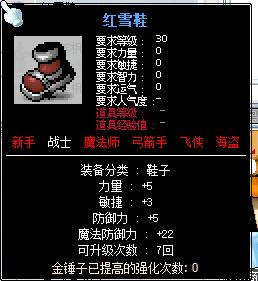 红雪鞋
要求等级： 30
要求力量： 0
要求敏捷： 0
要求智力： 0
要求运气： 0
要求人气度： -
道具等级： -
道具经验值： -
新手 战士 魔法师 弓箭手 飞侠 海盗
装备分类 ： 鞋子
力量 ： +5
敏捷 ： +3
防御力 ： +5
魔法防御力 ： +22
可升级次数 ： 7回
金锤子已提高的强化次数: 0